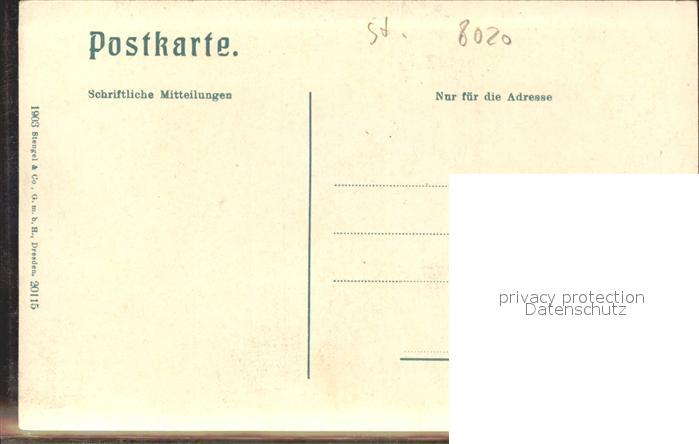 St. 8020
Postkarte.
Schriftliche Mitteilungen
Nur für die Adresse
1903 Stengel & Co., G. m. b. H., Dresden. 20115
privacy protection
Datenschutz